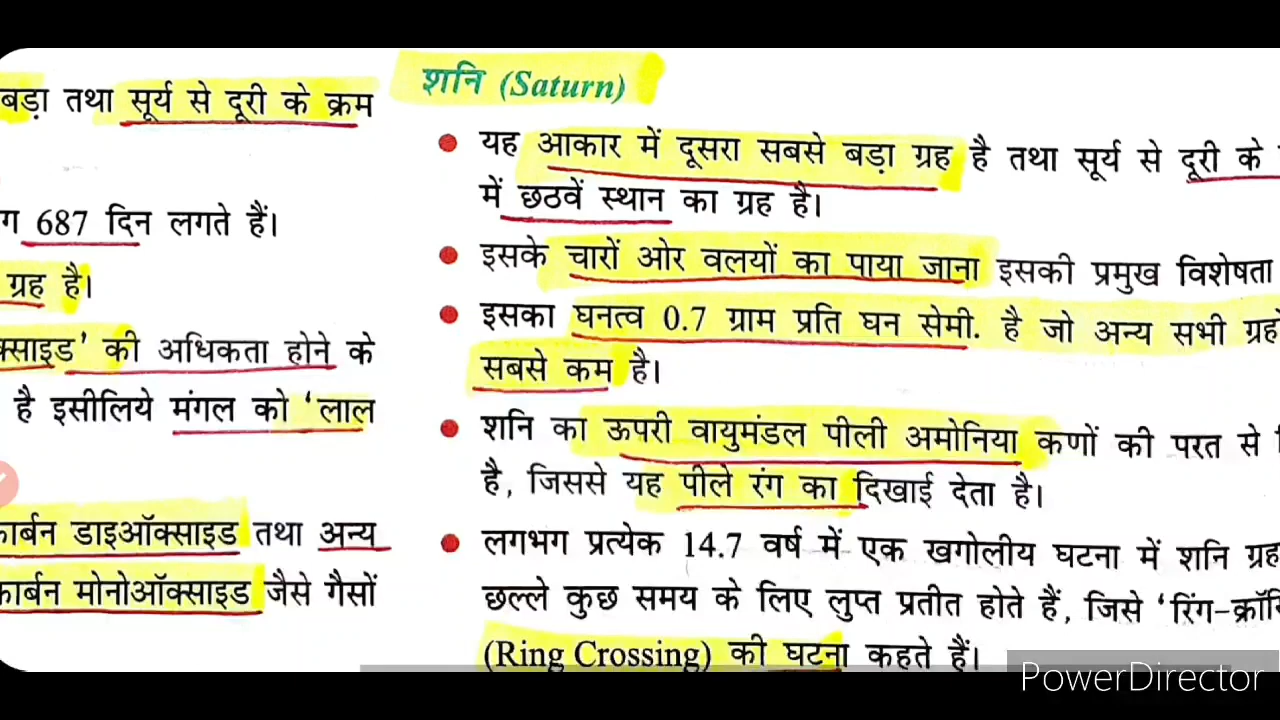 बड़ा तथा सूर्य से दूरी के क्रम
687 दिन लगते हैं।
ग्रह है।
की अधिकता होने के
है इसीलिये मंगल को ‘लाल
कार्बन डाइऑक्साइड तथा अन्य
कार्बन मोनोऑक्साइड जैसे गैसों
शनि (Saturn)
यह आकार में दूसरा सबसे बड़ा ग्रह है तथा सूर्य से दूरी के
में छठवें स्थान का ग्रह है।
इसके चारों ओर वलयों का पाया जाना इसकी प्रमुख विशेषता
इसका घनत्व 0.7 ग्राम प्रति घन सेमी. है जो अन्य सभी
सबसे कम है।
शनि का ऊपरी वायुमंडल पीली अमोनिया कणों की परत से
है, जिससे यह पीले रंग का दिखाई देता है।
लगभग प्रत्येक 14.7 वर्ष में एक खगोलीय घटना में शनि ग्रह
छल्ले कुछ समय के लिए लुप्त प्रतीत होते हैं, जिसे
(Ring Crossing) की घटना कहते हैं।
PowerDirector